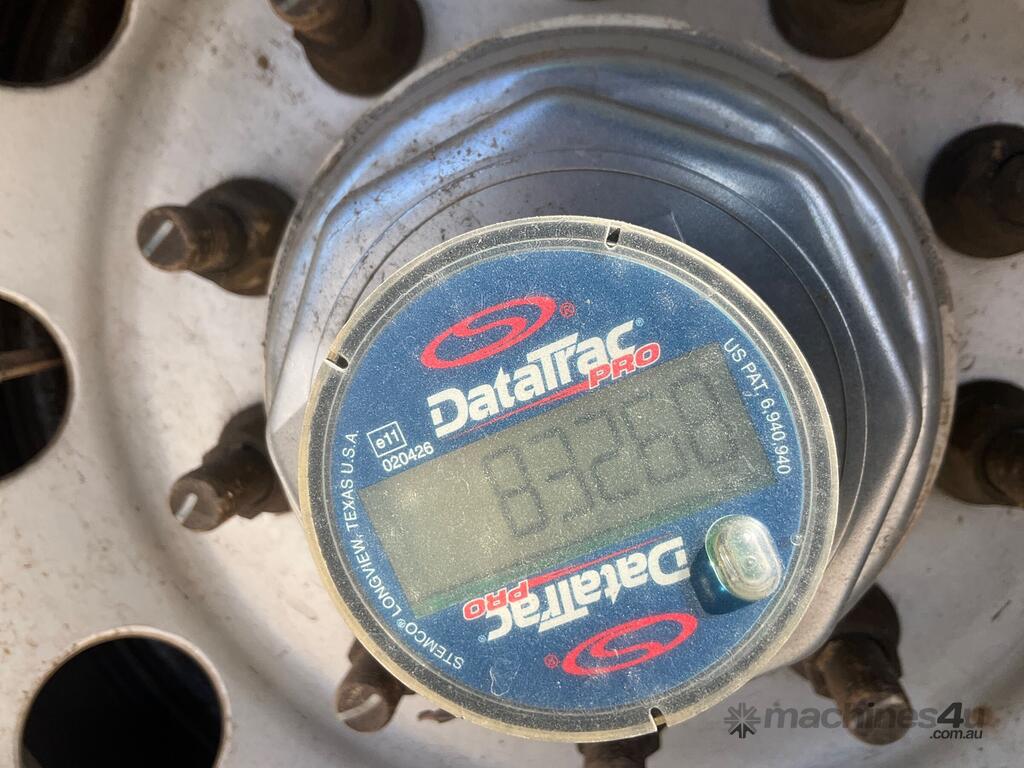 DataTrac®
PRO
US PAT. 6,940,940
e11
020426
83260
STEMCO® LONGVIEW, TEXAS U.S.A.
DataTrac®
PRO
machines4u
.com.au